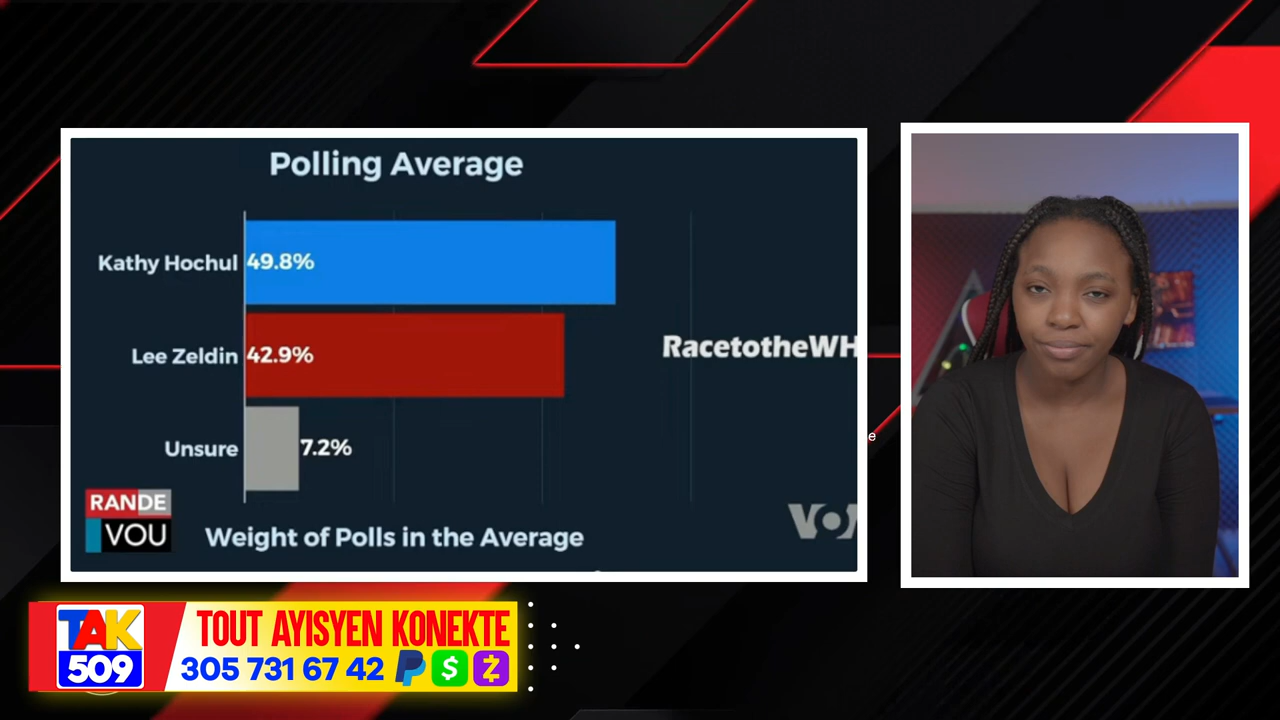 Polling Average
Kathy Hochul 49.8%
Lee Zeldin 42.9%
RacetotheWH
Unsure 7.2%
RANDE
VOU
Weight of Polls in the Average
VOA
e
TAK
509
TOUT AYISYEN KONEKTE
305 731 67 42